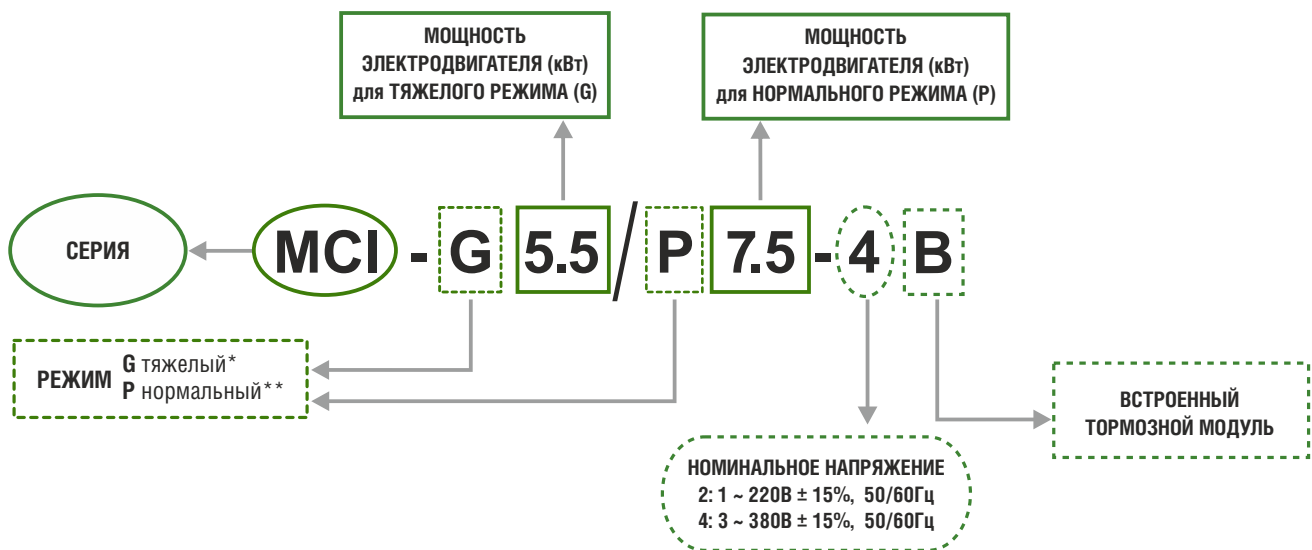 МОЩНОСТЬ
ЭЛЕКТРОДВИГАТЕЛЯ (кВт)
для ТЯЖЕЛОГО РЕЖИМА (G)
МОЩНОСТЬ
ЭЛЕКТРОДВИГАТЕЛЯ (кВт)
для НОРМАЛЬНОГО РЕЖИМА (P)
СЕРИЯ
MCI - G 5.5 / P 7.5 - 4 B
РЕЖИМ
G тяжелый*
P нормальный**
ВСТРОЕННЫЙ
ТОРМОЗНОЙ МОДУЛЬ
НОМИНАЛЬНОЕ НАПРЯЖЕНИЕ
2: 1 ~ 220В ± 15%, 50/60Гц
4: 3 ~ 380В ± 15%, 50/60Гц